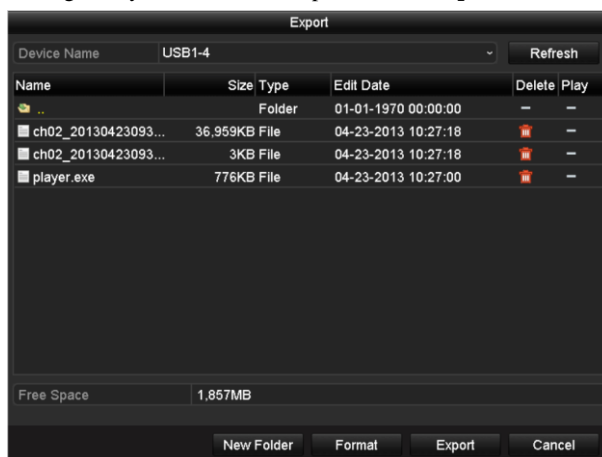 Export
Device Name USB1-4 Refresh
Name Size Type Edit Date Delete Play
.. Folder 01-01-1970 00:00:00 – –
ch02_20130423093... 36,959KB File 04-23-2013 10:27:18 –
ch02_20130423093... 3KB File 04-23-2013 10:27:18 –
player.exe 776KB File 04-23-2013 10:27:00 –
Free Space 1,857MB
New Folder Format Export Cancel